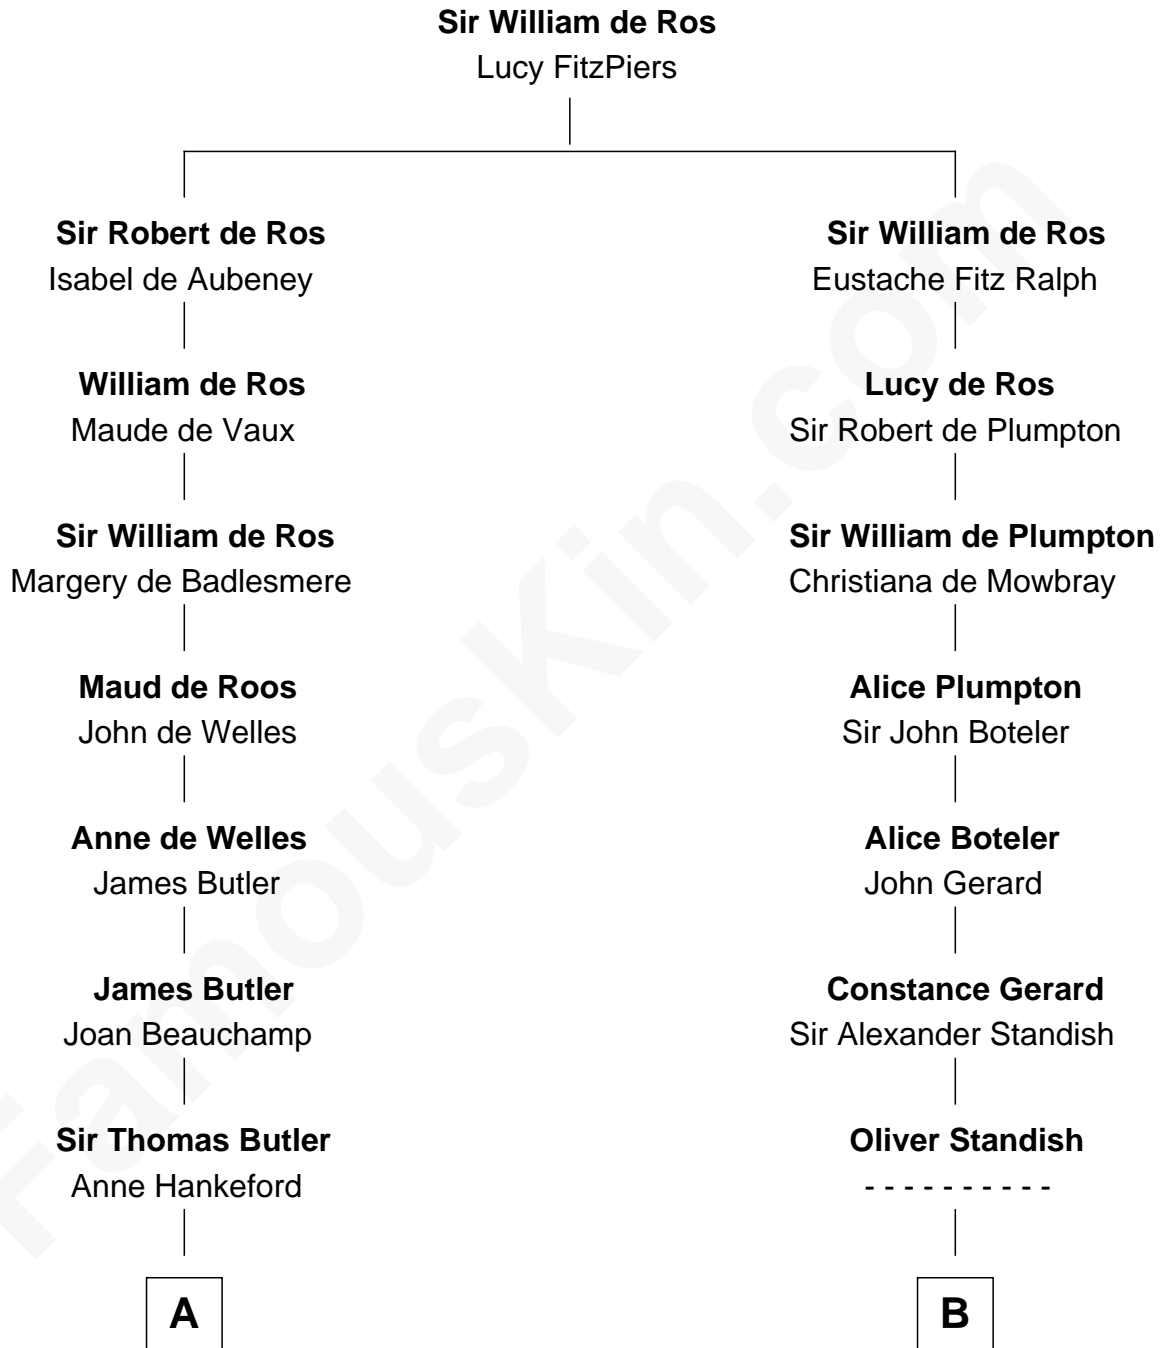 Sir William de Ros
Lucy FitzPiers
Sir Robert de Ros
Isabel de Aubeney
Sir William de Ros
Eustache Fitz Ralph
William de Ros
Maude de Vaux
Lucy de Ros
Sir Robert de Plumpton
Sir William de Ros
Margery de Badlesmere
Sir William de Plumpton
Christiana de Mowbray
Maud de Roos
John de Welles
Alice Plumpton
Sir John Boteler
Anne de Welles
James Butler
Alice Boteler
John Gerard
James Butler
Joan Beauchamp
Constance Gerard
Sir Alexander Standish
Sir Thomas Butler
Anne Hankeford
Oliver Standish
- - - - - - - - - -
A
B
FamousKin.com